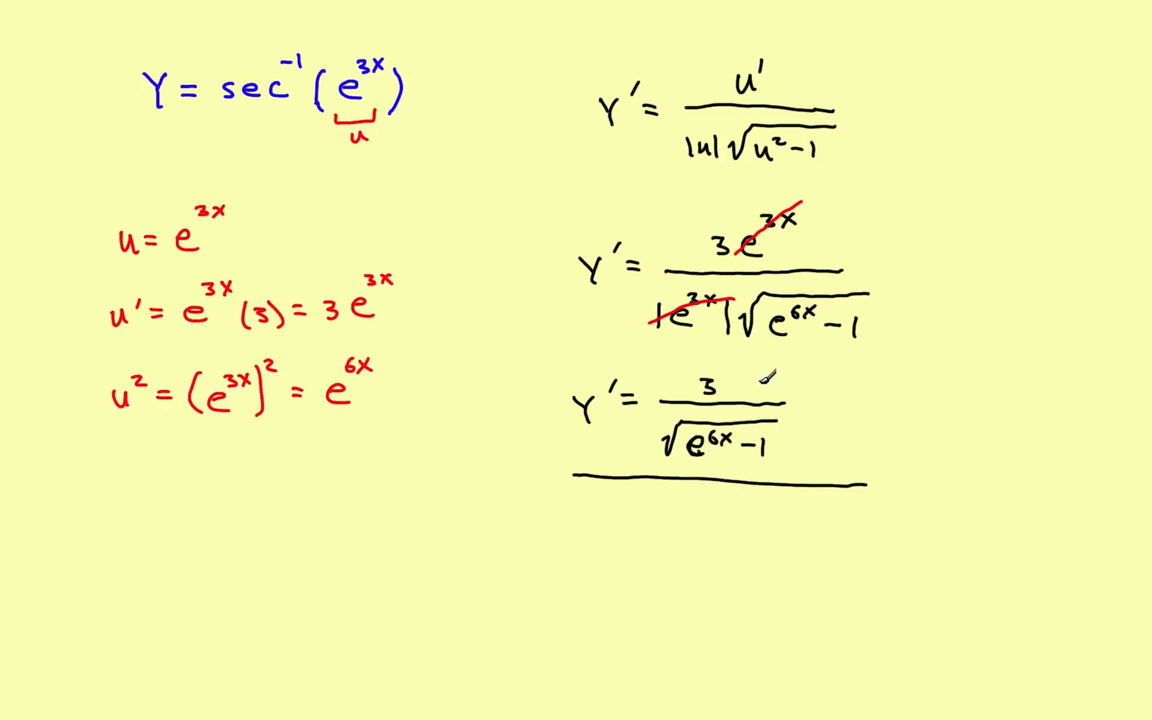 Y = sec⁻¹(e³ˣ)
u
u = e³ˣ
u' = e³ˣ(3) = 3e³ˣ
u² = (e³ˣ)² = e⁶ˣ
Y' = u' / |u|√(u²-1)
Y' = 3e³ˣ / |e³ˣ|√(e⁶ˣ-1)
Y' = 3 / √(e⁶ˣ-1)